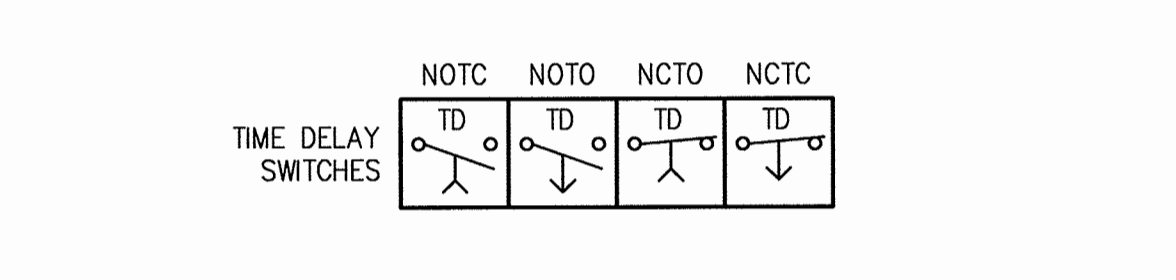 NOTC NOTO NCTO NCTC
TIME DELAY
SWITCHES
TD TD TD TD